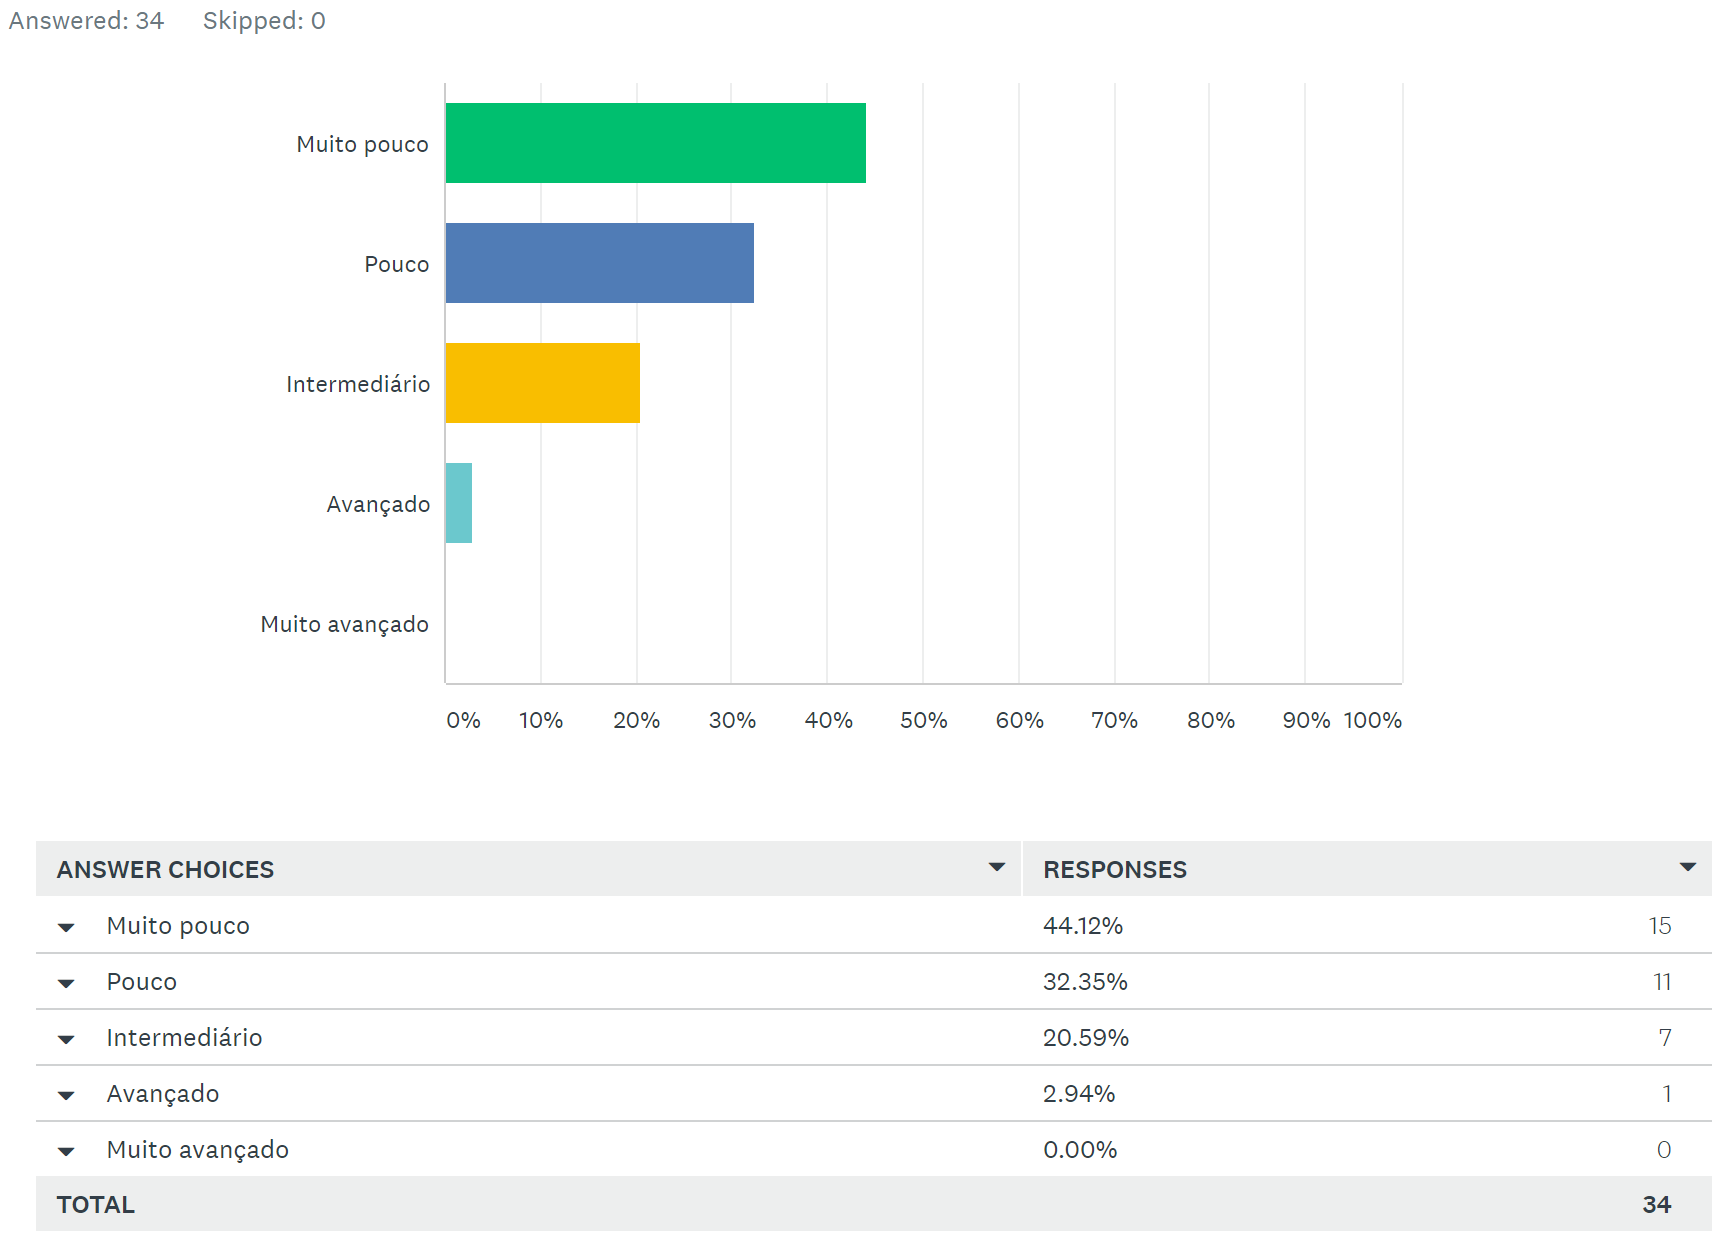 Answered: 34 Skipped: 0
Muito pouco
Pouco
Intermediário
Avançado
Muito avançado
0% 10% 20% 30% 40% 50% 60% 70% 80% 90% 100%
ANSWER CHOICES RESPONSES
Muito pouco 44.12% 15
Pouco 32.35% 11
Intermediário 20.59% 7
Avançado 2.94% 1
Muito avançado 0.00% 0
TOTAL 34